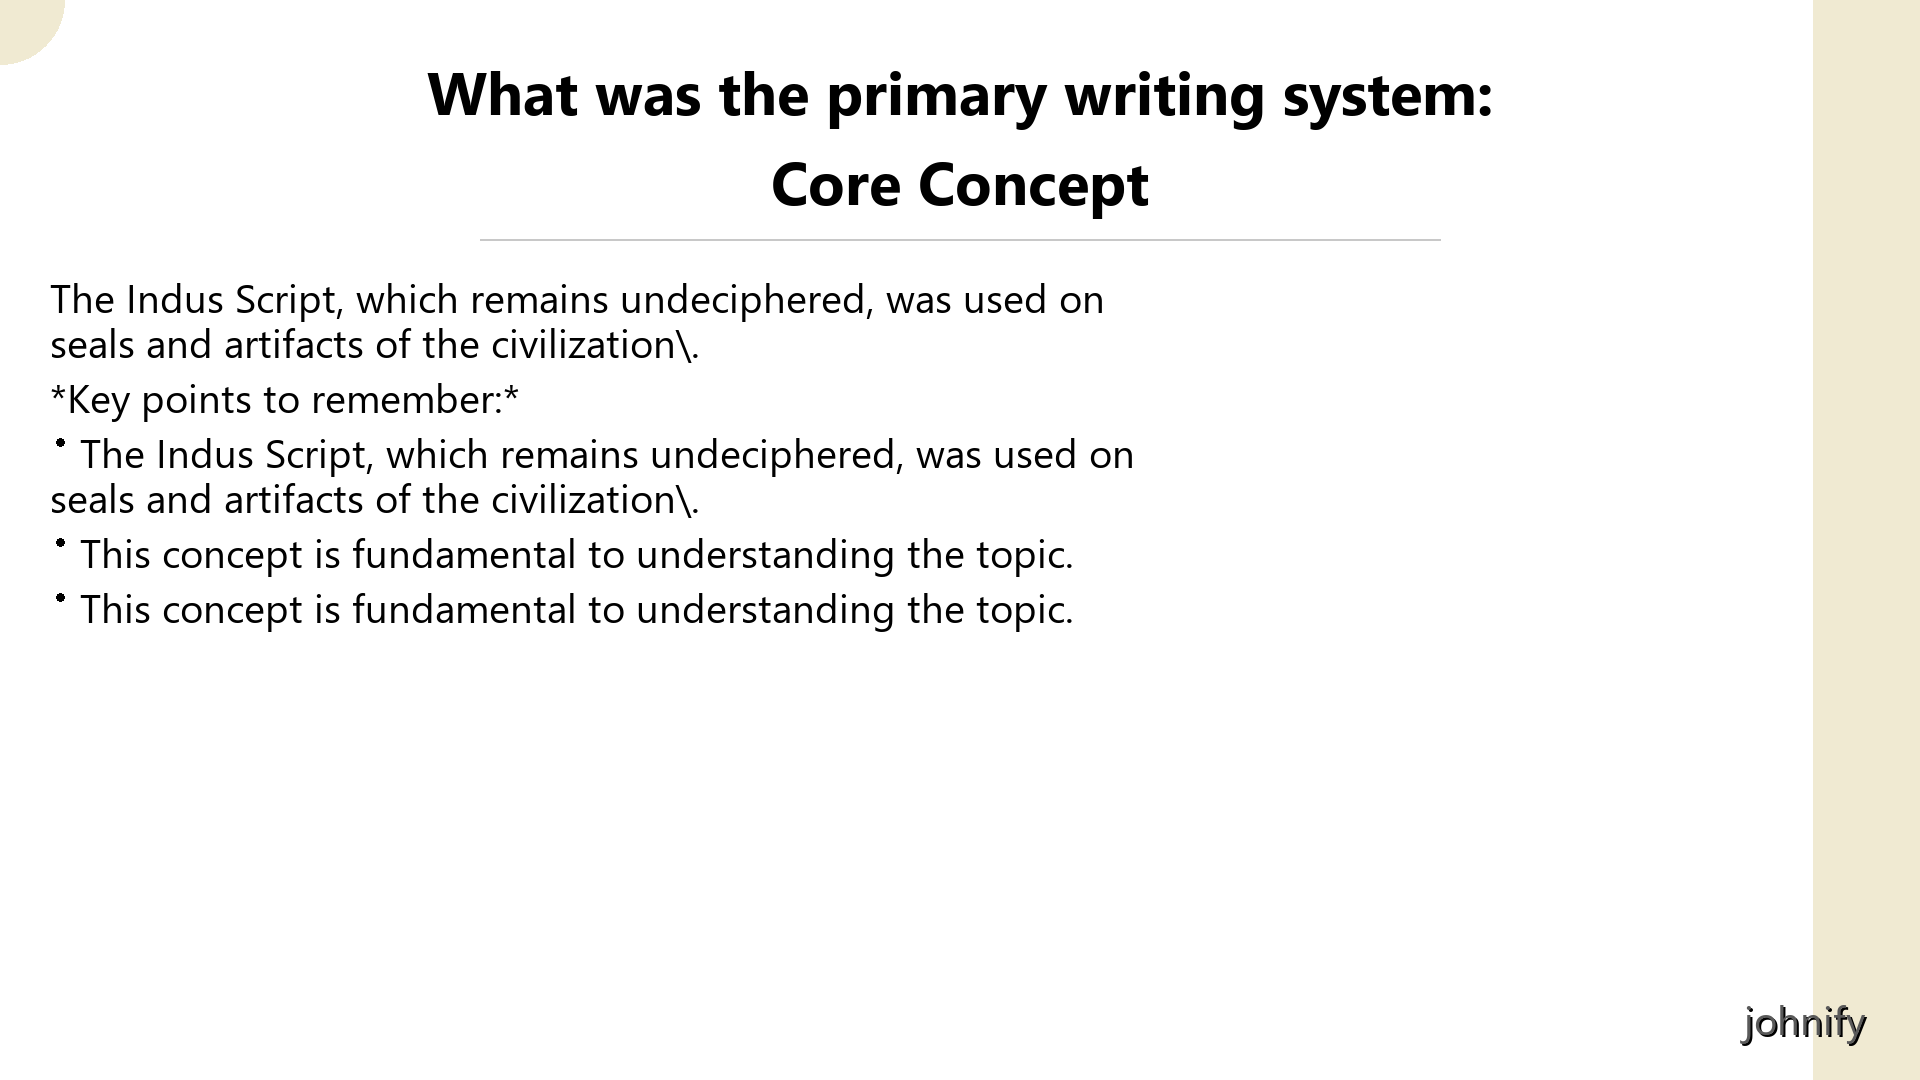 What was the primary writing system:
Core Concept
The Indus Script, which remains undeciphered, was used on
seals and artifacts of the civilization\.
*Key points to remember:*
• The Indus Script, which remains undeciphered, was used on
seals and artifacts of the civilization\.
• This concept is fundamental to understanding the topic.
• This concept is fundamental to understanding the topic.
johnify